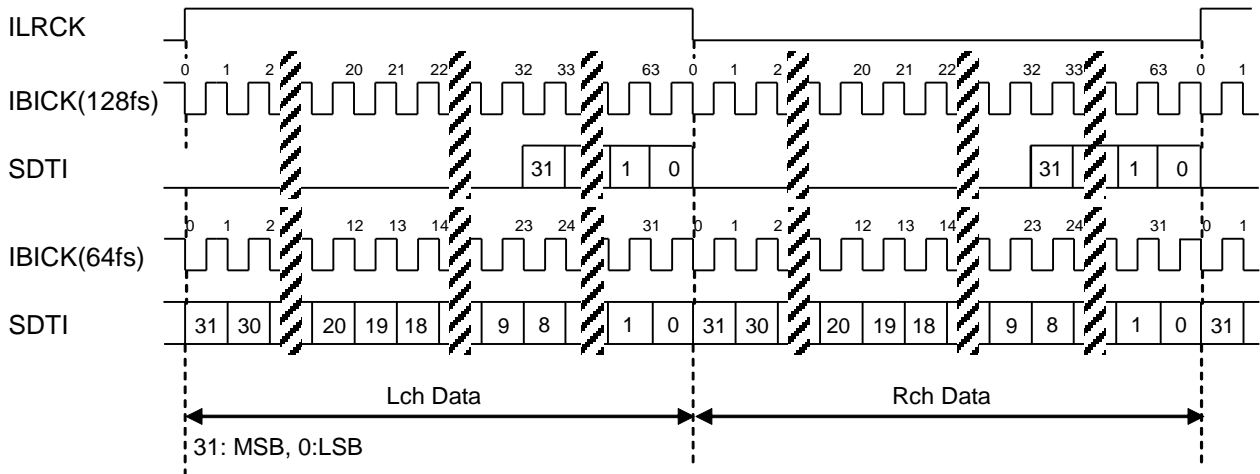 ILRCK
0 1 2 20 21 22 32 33 63 0 1 2 20 21 22 32 33 63 0 1
IBICK(128fs)
SDTI 31 1 0 31 1 0
0 1 2 12 13 14 23 24 31 0 1 2 12 13 14 23 24 31 0 1
IBICK(64fs)
SDTI 31 30 20 19 18 9 8 1 0 31 30 20 19 18 9 8 1 0 31
Lch Data Rch Data
31: MSB, 0:LSB